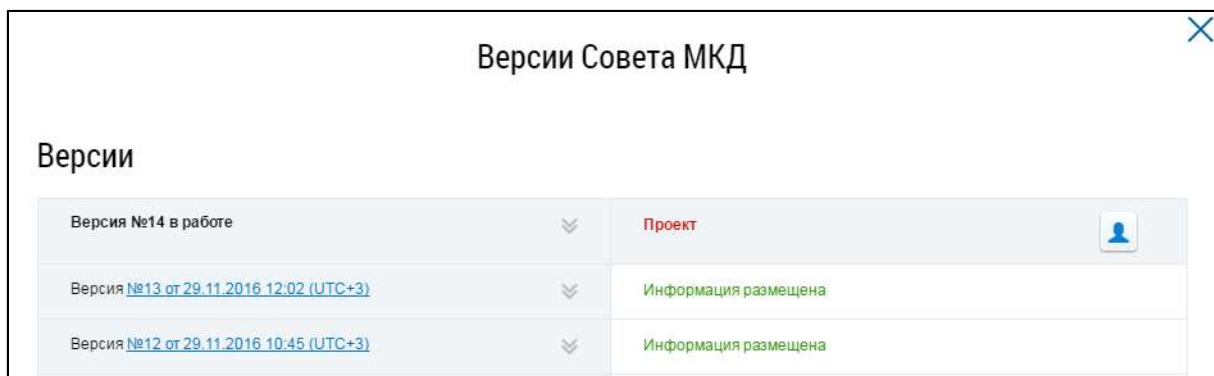 Версии Совета МКД
Версии
Версия №14 в работе Проект
Версия №13 от 29.11.2016 12:02 (UTC+3) Информация размещена
Версия №12 от 29.11.2016 10:45 (UTC+3) Информация размещена